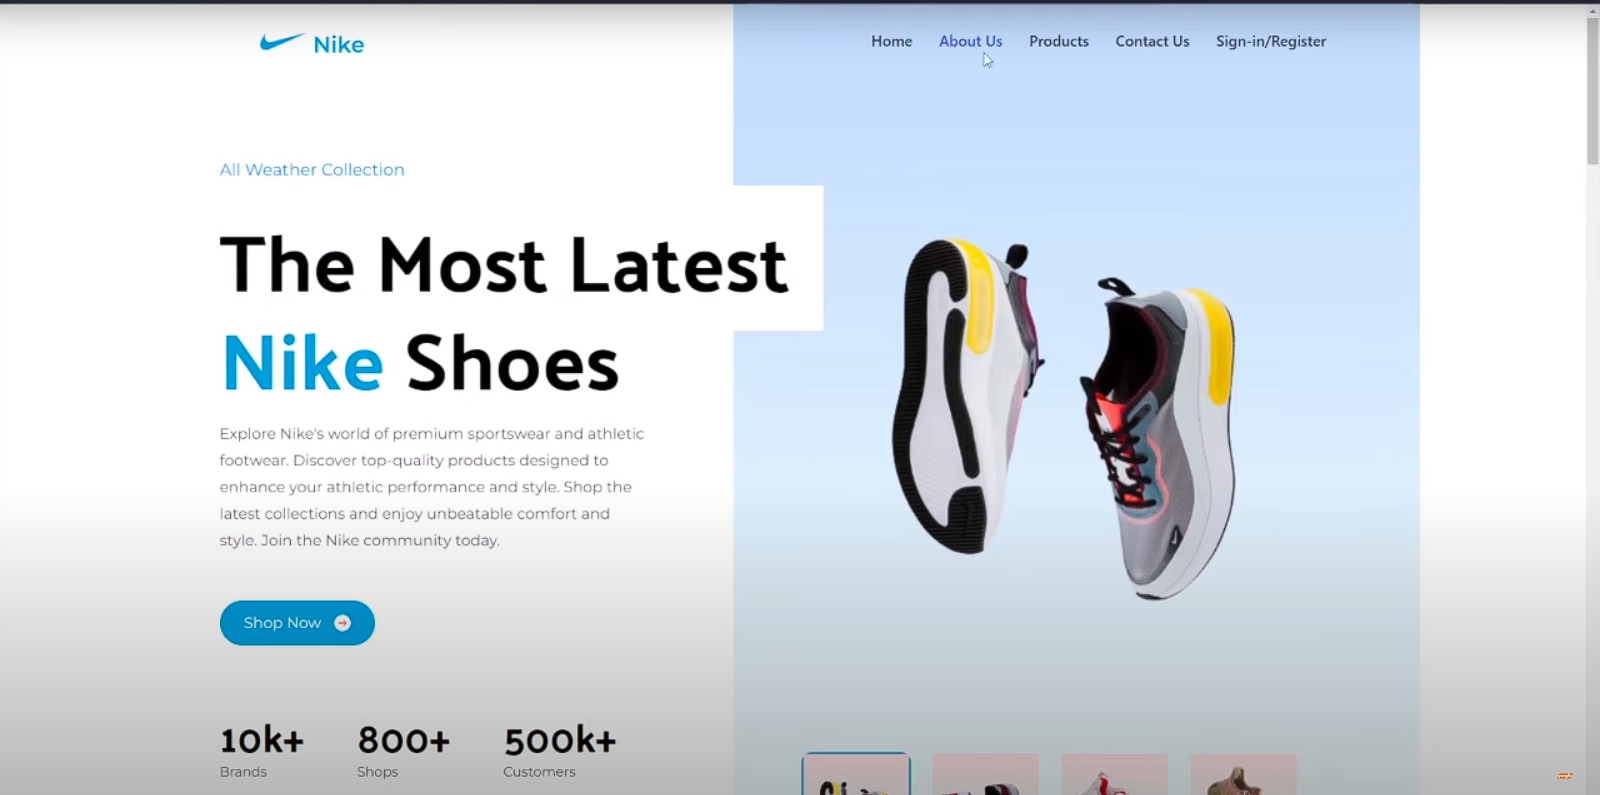 Nike
Home About Us Products Contact Us Sign-in/Register
All Weather Collection
The Most Latest
Nike Shoes
Explore Nike's world of premium sportswear and athletic
footwear. Discover top-quality products designed to
enhance your athletic performance and style. Shop the
latest collections and enjoy unbeatable comfort and
style. Join the Nike community today.
Shop Now
10k+ 800+ 500k+
Brands Shops Customers